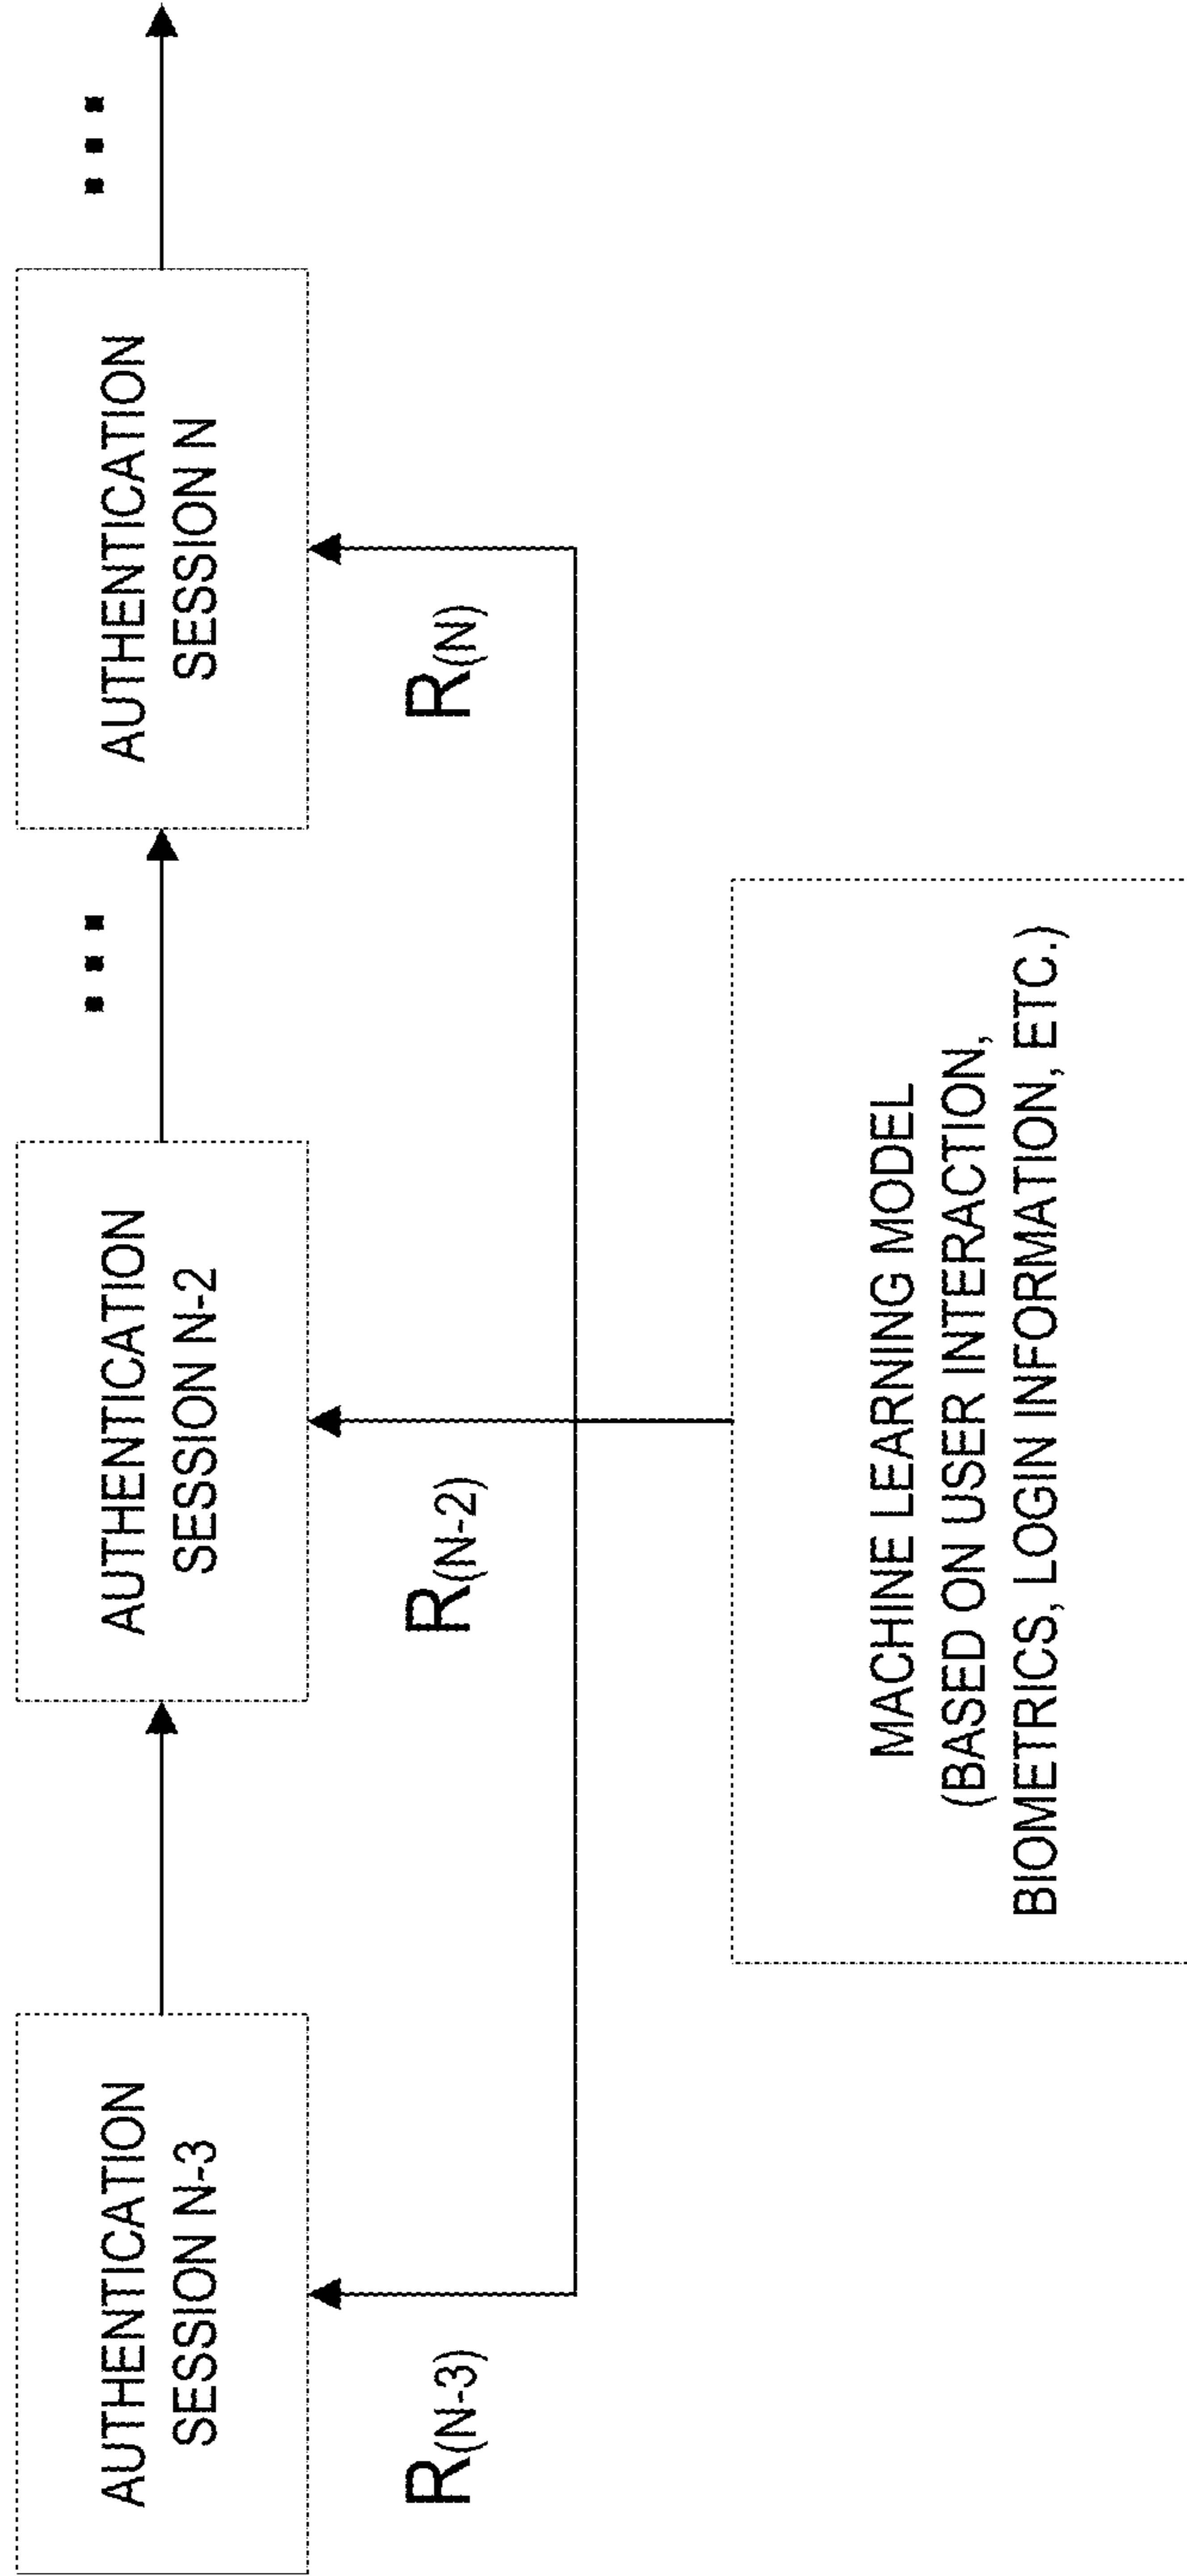 AUTHENTICATION
SESSION N-3
AUTHENTICATION
SESSION N-2
AUTHENTICATION
SESSION N
R(N-3)
R(N-2)
R(N)
MACHINE LEARNING MODEL
(BASED ON USER INTERACTION,
BIOMETRICS, LOGIN INFORMATION, ETC.)